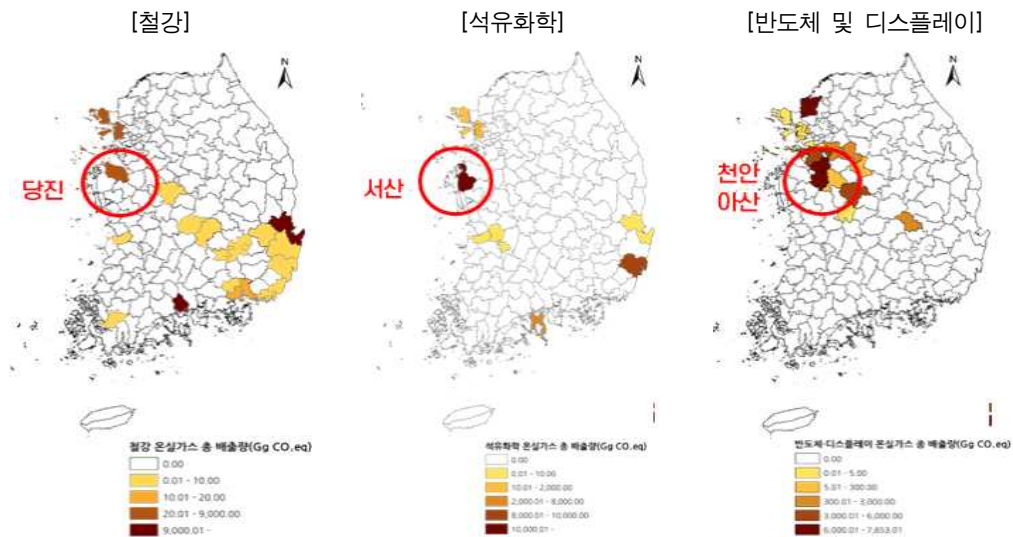 [철강]
[석유화학]
[반도체 및 디스플레이]
N
N
N
당진
서산
천안
아산
철강 온실가스 총 배출량(Gg CO.eq)
0.00
0.01 - 10.00
10.01 - 20.00
20.01 - 9,000.00
9,000.01 -
석유화학 온실가스 총 배출량(Gg CO.eq)
0.00
0.01 - 10.00
10.01 - 2,000.00
2,000.01 - 8,000.00
8,000.01 - 10,000.00
10,000.01 -
반도체·디스플레이 온실가스 총 배출량(Gg CO.eq)
0.00
0.01 - 5.00
5.01 - 300.00
300.01 - 3,000.00
3,000.01 - 6,000.00
6,000.01 - 7,653.01